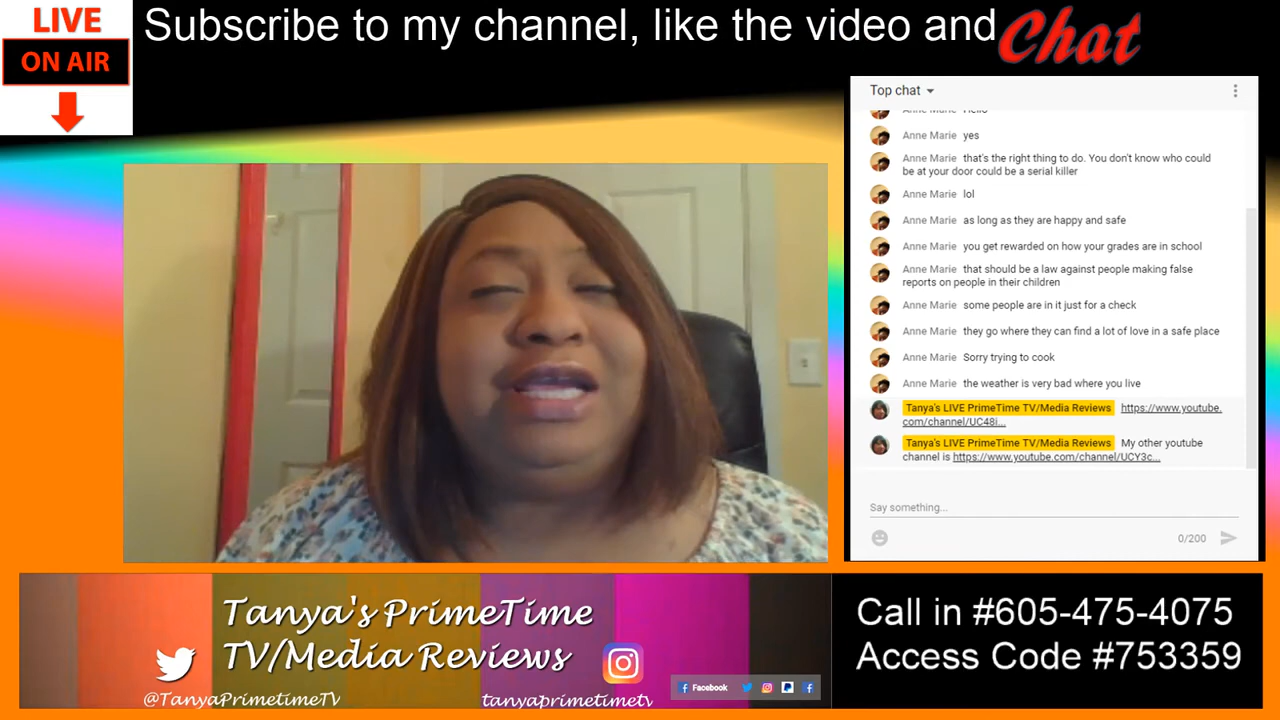 LIVE
ON AIR
Subscribe to my channel, like the video and Chat
Top chat
Anne Marie Hello
Anne Marie yes
Anne Marie that's the right thing to do. You don't know who could
be at your door could be a serial killer
Anne Marie lol
Anne Marie as long as they are happy and safe
Anne Marie you get rewarded on how your grades are in school
Anne Marie that should be a law against people making false
reports on people in their children
Anne Marie some people are in it just for a check
Anne Marie they go where they can find a lot of love in a safe place
Anne Marie Sorry trying to cook
Anne Marie the weather is very bad where you live
Tanya's LIVE PrimeTime TV/Media Reviews https://www.youtube.
com/channel/UC48i...
Tanya's LIVE PrimeTime TV/Media Reviews My other youtube
channel is https://www.youtube.com/channel/UCY3c...
Say something...
0/200
Tanya's PrimeTime
TV/Media Reviews
@TanyaPrimetimeTV
tanyaprimetimetv
Facebook
Call in #605-475-4075
Access Code #753359